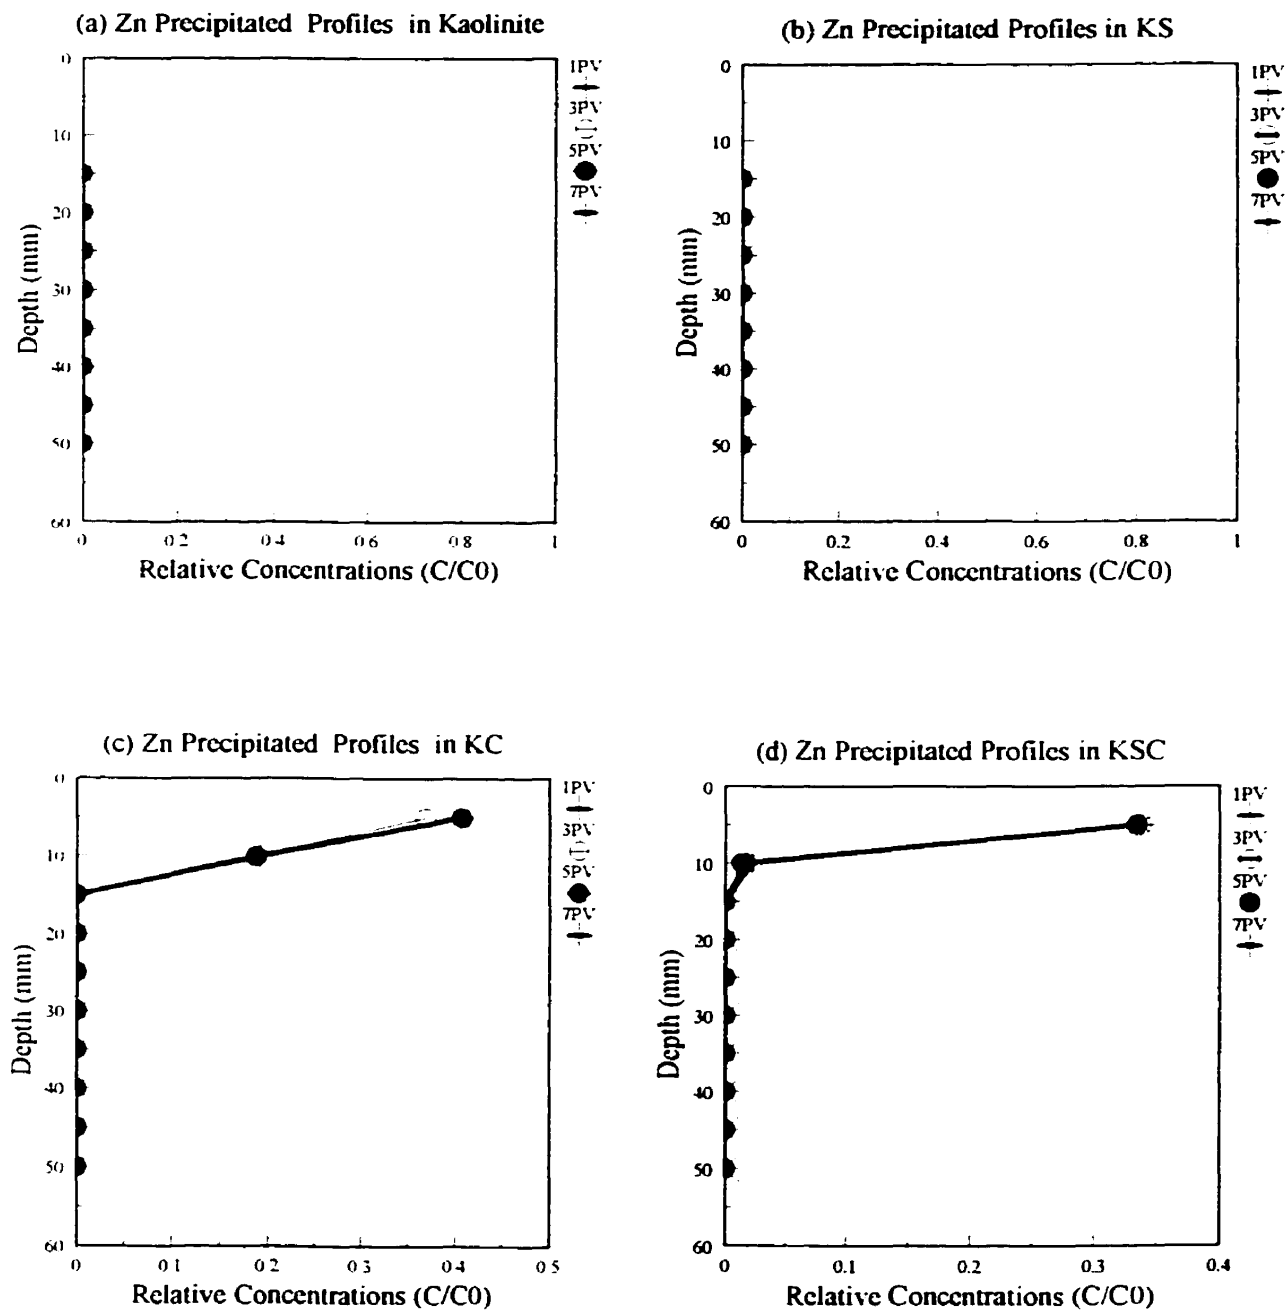 (a) Zn Precipitated Profiles in Kaolinite
0
10
20
30
40
50
60
Depth (mm)
0
0.2
0.4
0.6
0.8
1
Relative Concentrations (C/C0)
1PV
3PV
5PV
7PV
(b) Zn Precipitated Profiles in KS
0
10
20
30
40
50
60
Depth (mm)
0
0.2
0.4
0.6
0.8
1
Relative Concentrations (C/C0)
1PV
3PV
5PV
7PV
(c) Zn Precipitated Profiles in KC
0
10
20
30
40
50
60
Depth (mm)
0
0.1
0.2
0.3
0.4
0.5
Relative Concentrations (C/C0)
1PV
3PV
5PV
7PV
(d) Zn Precipitated Profiles in KSC
0
10
20
30
40
50
60
Depth (mm)
0
0.1
0.2
0.3
0.4
Relative Concentrations (C/C0)
1PV
3PV
5PV
7PV